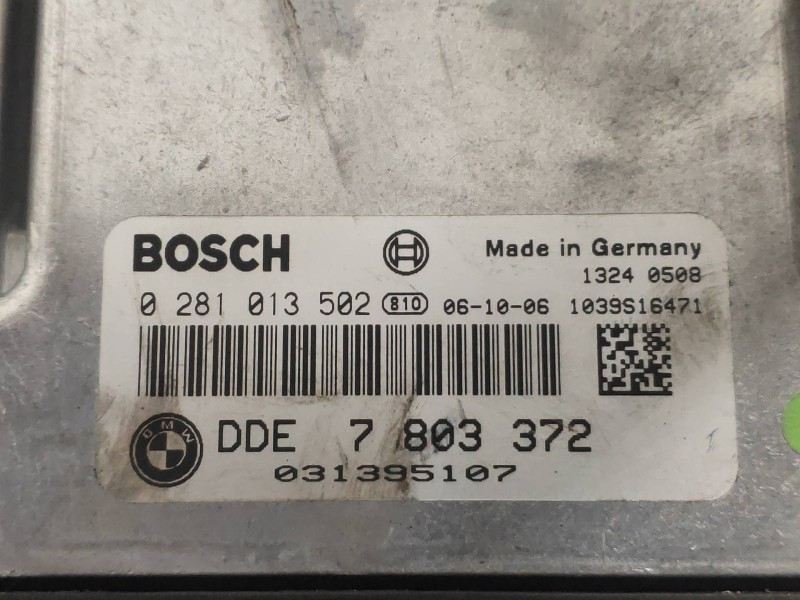 BOSCH
Made in Germany
1324 0508
0 281 013 502 810 06-10-06 1039S16471
BMW
DDE 7 803 372
031395107